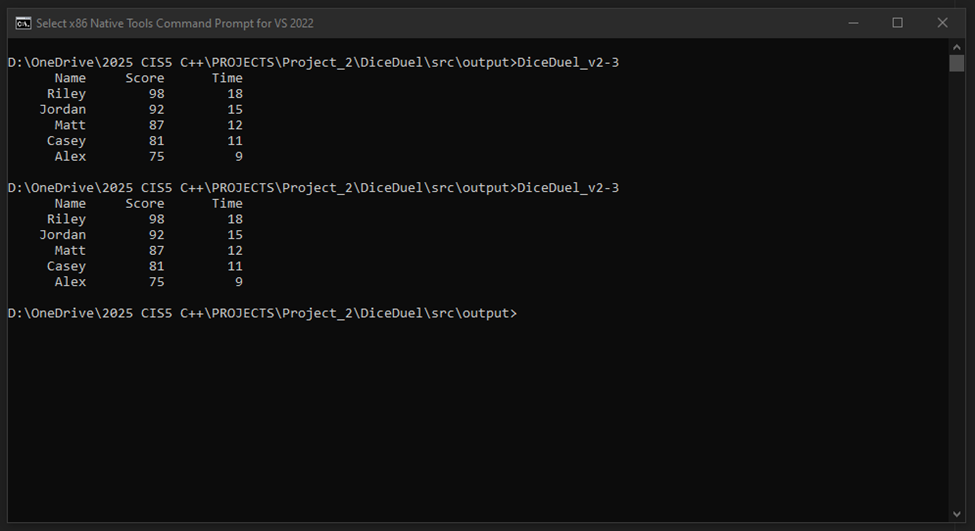 Select x86 Native Tools Command Prompt for VS 2022
D:\OneDrive\2025 CIS5 C++\PROJECTS\Project_2\DiceDuel\src\output>DiceDuel_v2-3
      Name     Score      Time
     Riley        98        18
    Jordan        92        15
      Matt        87        12
     Casey        81        11
      Alex        75         9
D:\OneDrive\2025 CIS5 C++\PROJECTS\Project_2\DiceDuel\src\output>DiceDuel_v2-3
      Name     Score      Time
     Riley        98        18
    Jordan        92        15
      Matt        87        12
     Casey        81        11
      Alex        75         9
D:\OneDrive\2025 CIS5 C++\PROJECTS\Project_2\DiceDuel\src\output>